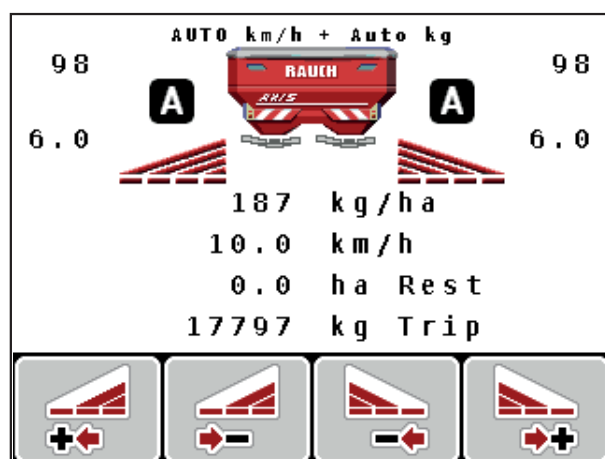 AUTO km/h + Auto kg
98
98
RAUCH
AXIS
A
A
6.0
6.0
187 kg/ha
10.0 km/h
0.0 ha Rest
17797 kg Trip